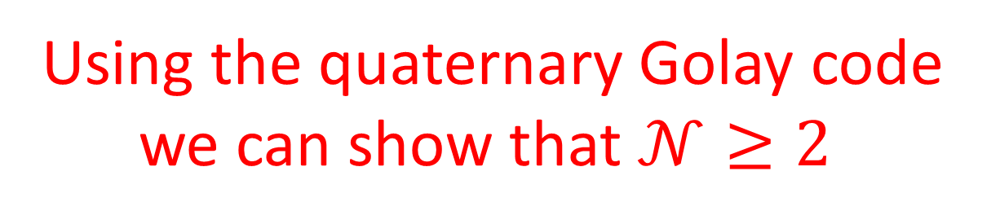 Using the quaternary Golay code
we can show that 𝒩 ≥ 2